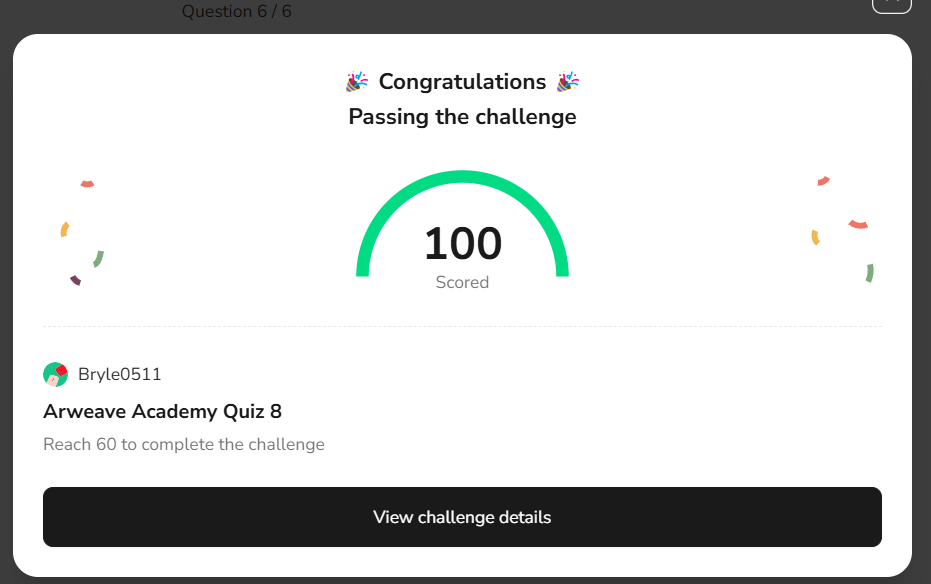 Question 6 / 6
Congratulations
Passing the challenge
100
Scored
Bryle0511
Arweave Academy Quiz 8
Reach 60 to complete the challenge
View challenge details